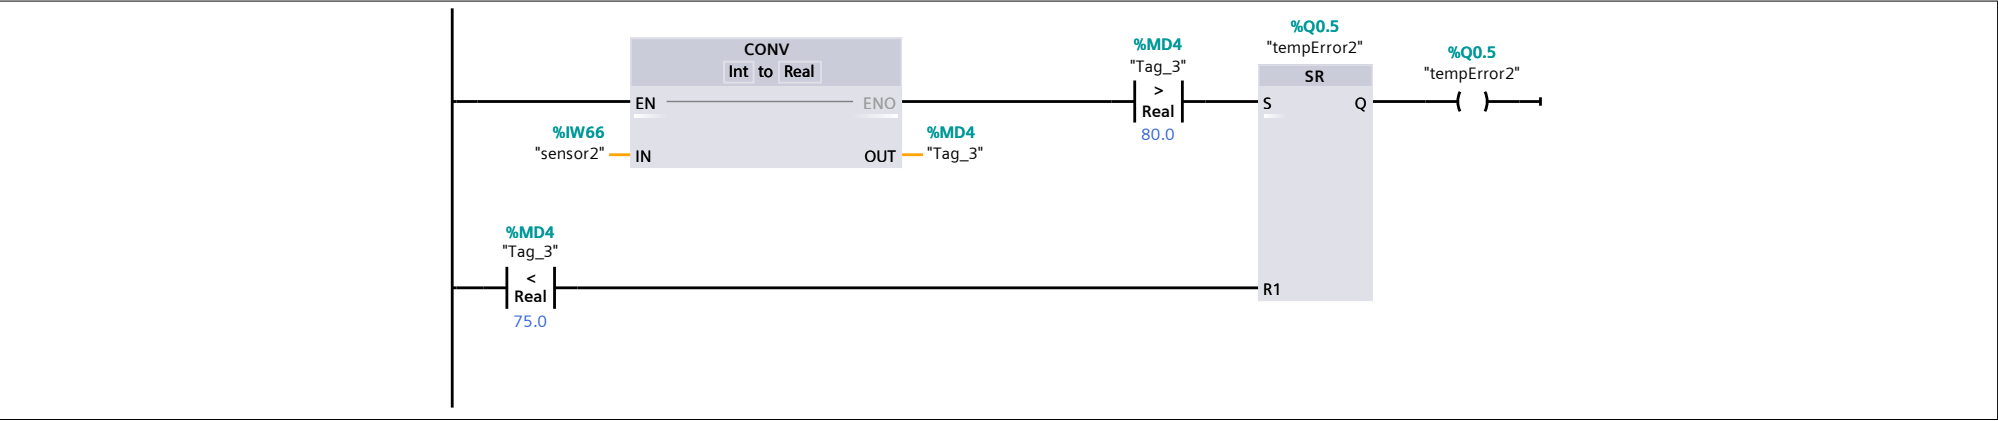 %Q0.5
"tempError2"
%MD4
"Tag_3"
%Q0.5
"tempError2"
CONV
Int to Real
SR
>
Real
80.0
EN ENO
S Q
%IW66
"sensor2"
IN OUT
%MD4
"Tag_3"
%MD4
"Tag_3"
<
Real
75.0
R1